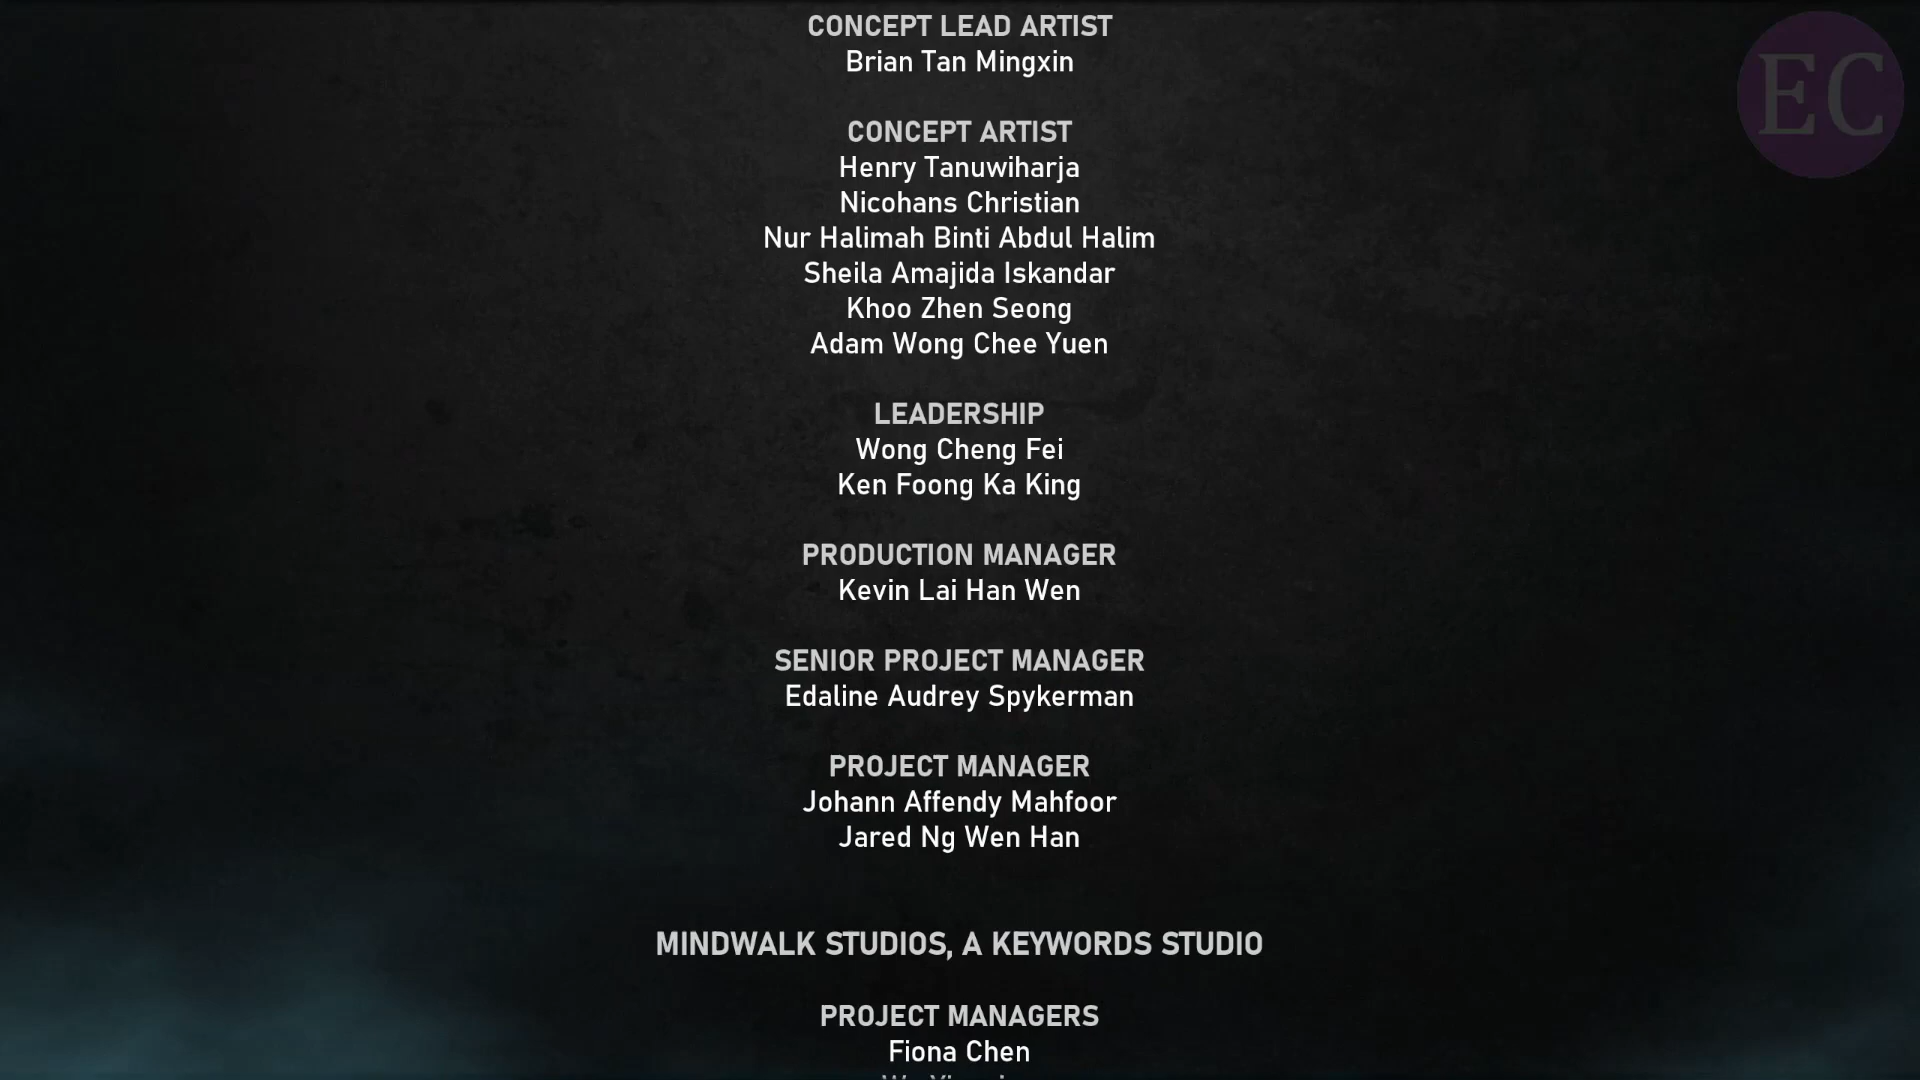 CONCEPT LEAD ARTIST
Brian Tan Mingxin
CONCEPT ARTIST
Henry Tanuwiharja
Nicohans Christian
Nur Halimah Binti Abdul Halim
Sheila Amajida Iskandar
Khoo Zhen Seong
Adam Wong Chee Yuen
LEADERSHIP
Wong Cheng Fei
Ken Foong Ka King
PRODUCTION MANAGER
Kevin Lai Han Wen
SENIOR PROJECT MANAGER
Edaline Audrey Spykerman
PROJECT MANAGER
Johann Affendy Mahfoor
Jared Ng Wen Han
MINDWALK STUDIOS, A KEYWORDS STUDIO
PROJECT MANAGERS
Fiona Chen
EC